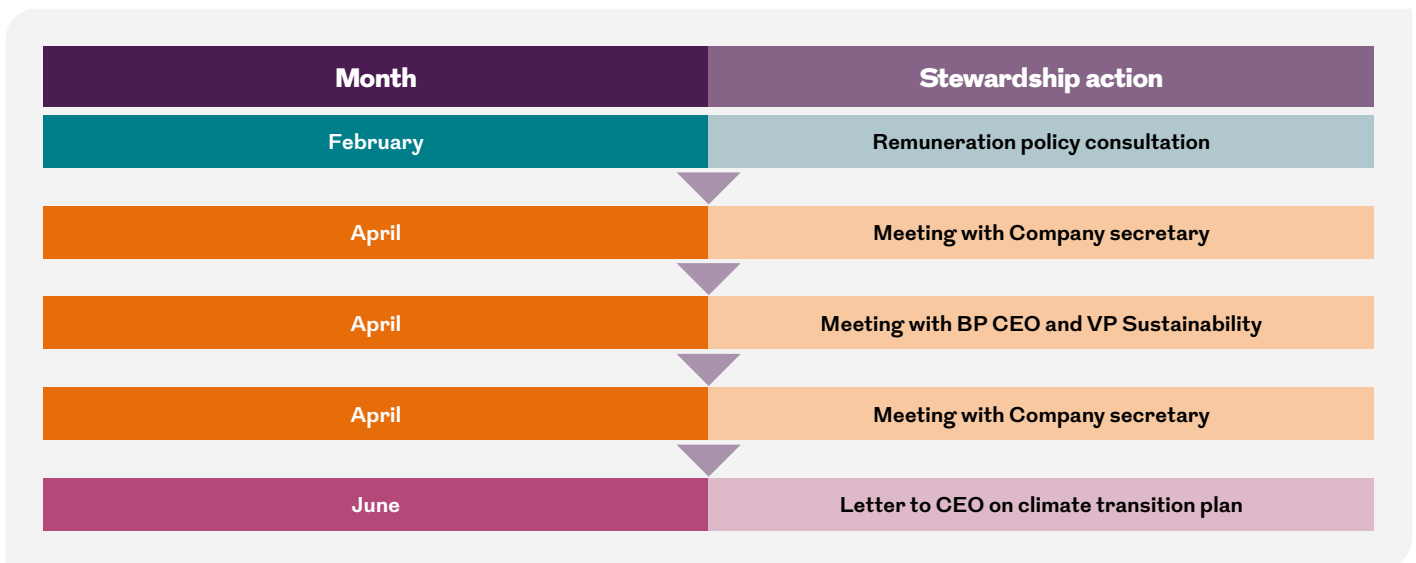 Month Stewardship action
February Remuneration policy consultation
April Meeting with Company secretary
April Meeting with BP CEO and VP Sustainability
April Meeting with Company secretary
June Letter to CEO on climate transition plan